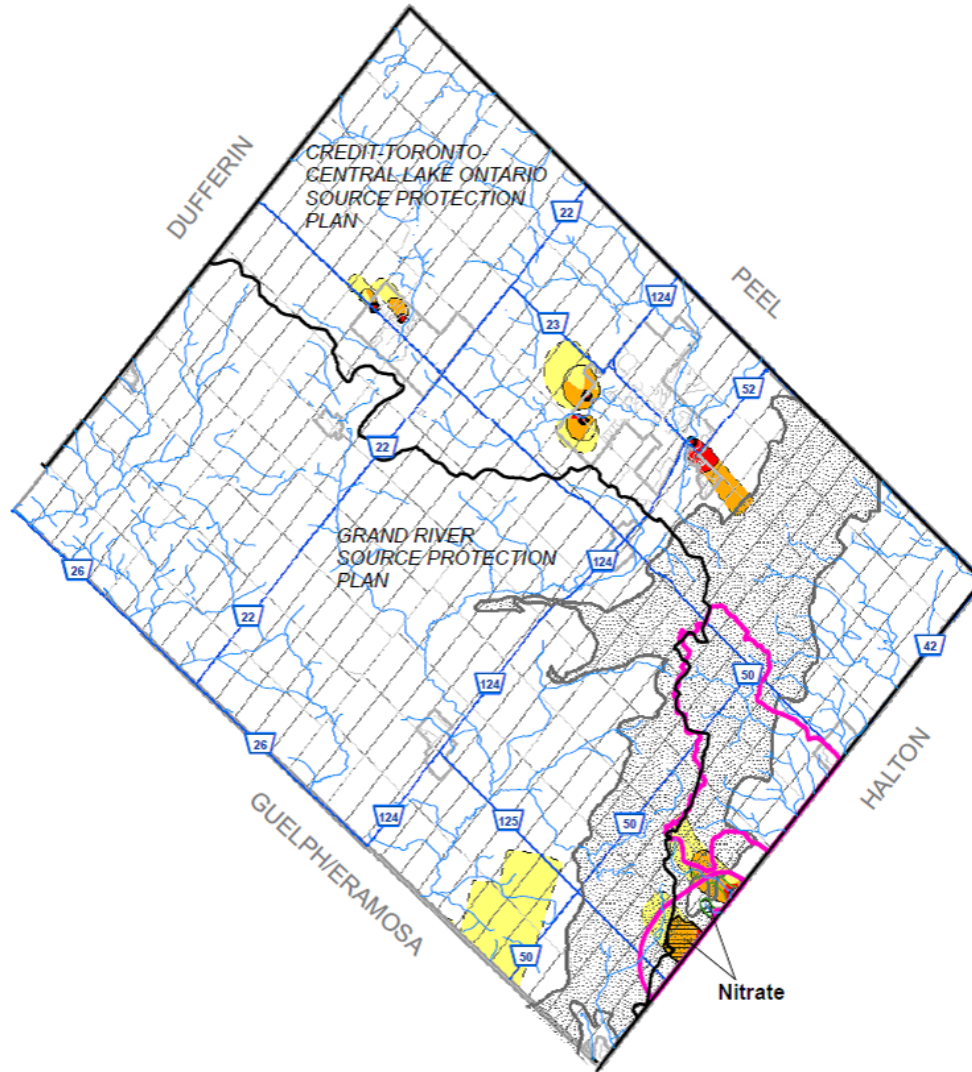 DUFFERIN
CREDIT-TORONTO-
CENTRAL LAKE ONTARIO
SOURCE PROTECTION
PLAN
22
PEEL
124
23
52
22
GRAND RIVER
SOURCE PROTECTION
PLAN
124
26
22
42
50
124
26
HALTON
GUELPH/ERAMOSA
124
125
50
50
Nitrate